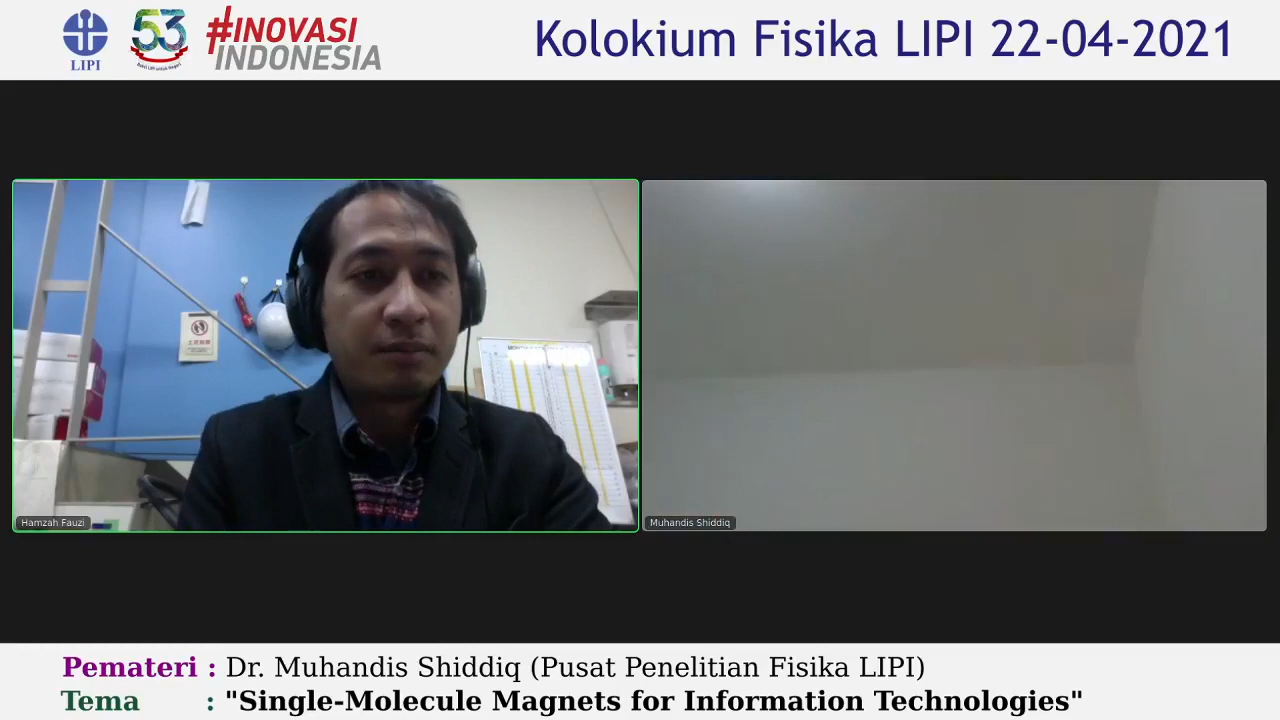 LIPI
53
#INOVASI
INDONESIA
Kolokium Fisika LIPI 22-04-2021
Hamzah Fauzi
Muhandis Shiddiq
Pemateri : Dr. Muhandis Shiddiq (Pusat Penelitian Fisika LIPI)
Tema : "Single-Molecule Magnets for Information Technologies"